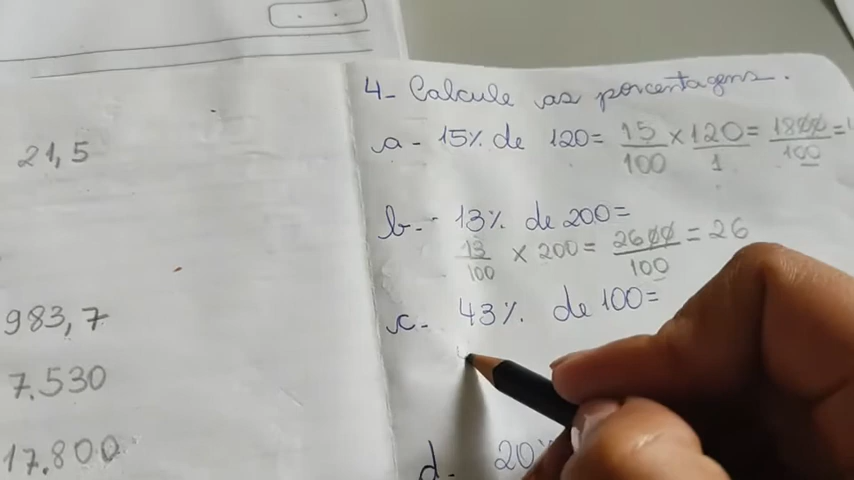 21,5
983,7
7.530
17.800
4- Calcule as porcentagens.
a- 15% de 120= 15/100 x 120/1 = 1800/100 =
b- 13% de 200=
13/100 x 200= 2600/100 = 26
c- 43% de 100=
d- 20%